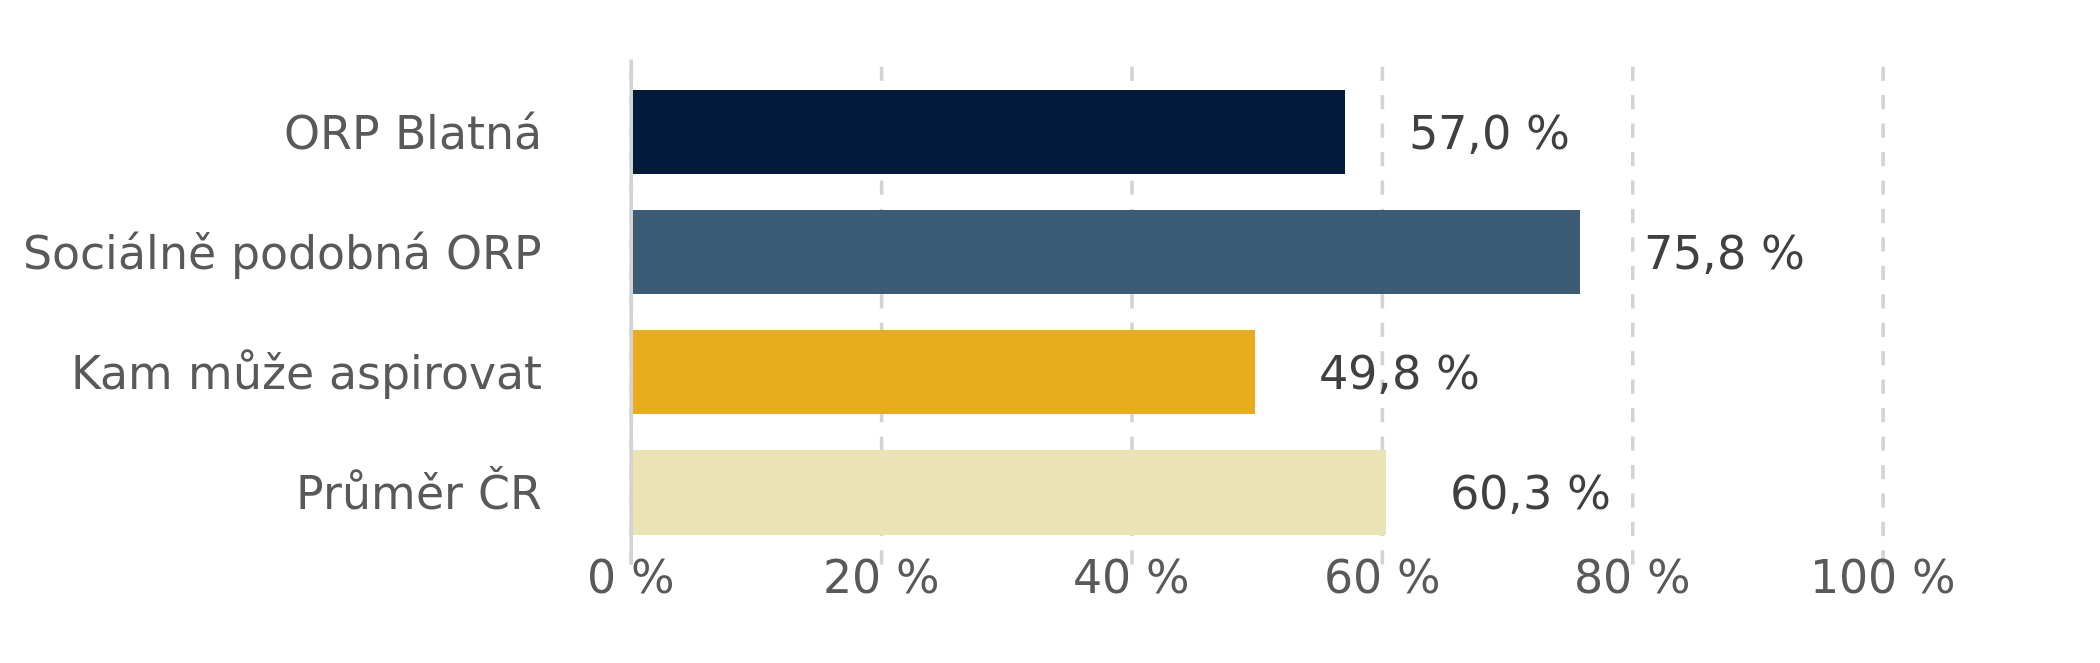 ORP Blatná 57,0 %
Sociálně podobná ORP 75,8 %
Kam může aspirovat 49,8 %
Průměr ČR 60,3 %
0 % 20 % 40 % 60 % 80 % 100 %